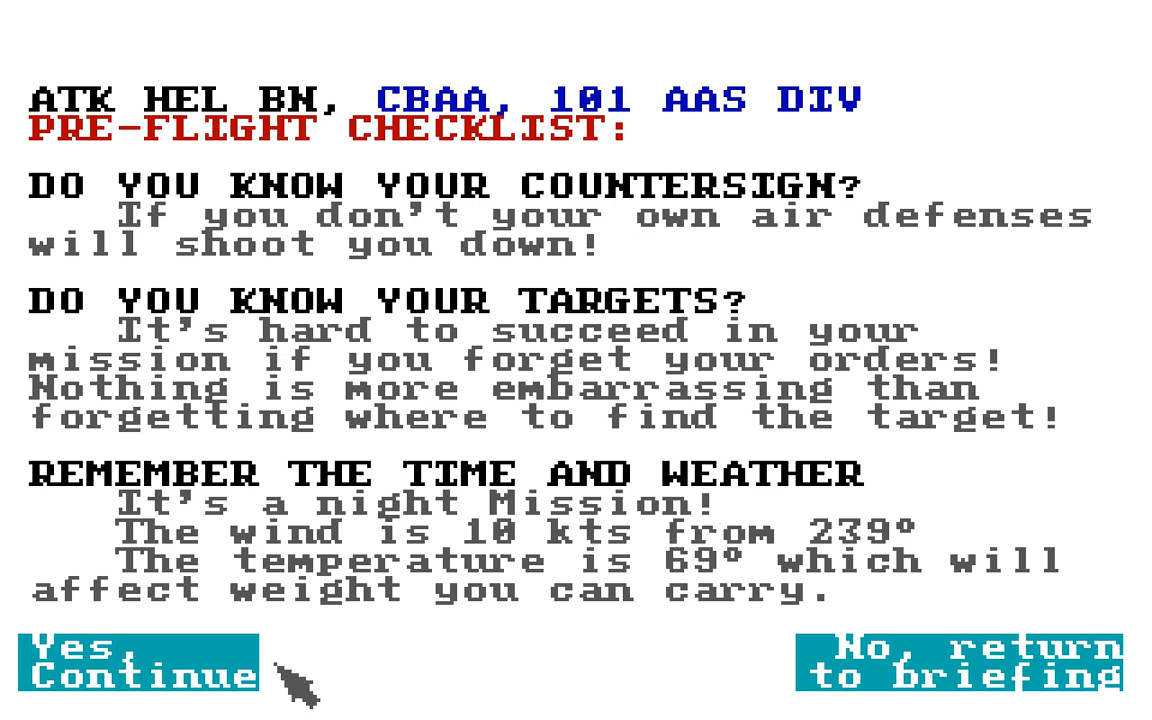 ATK HEL BN, CBAA, 101 AAS DIV
PRE-FLIGHT CHECKLIST:
DO YOU KNOW YOUR COUNTERSIGN?
If you don't your own air defenses
will shoot you down!
DO YOU KNOW YOUR TARGETS?
It's hard to succeed in your
mission if you forget your orders!
Nothing is more embarrassing than
forgetting where to find the target!
REMEMBER THE TIME AND WEATHER
It's a night Mission!
The wind is 10 kts from 239°
The temperature is 69° which will
affect weight you can carry.
Yes,
Continue
No, return
to briefing